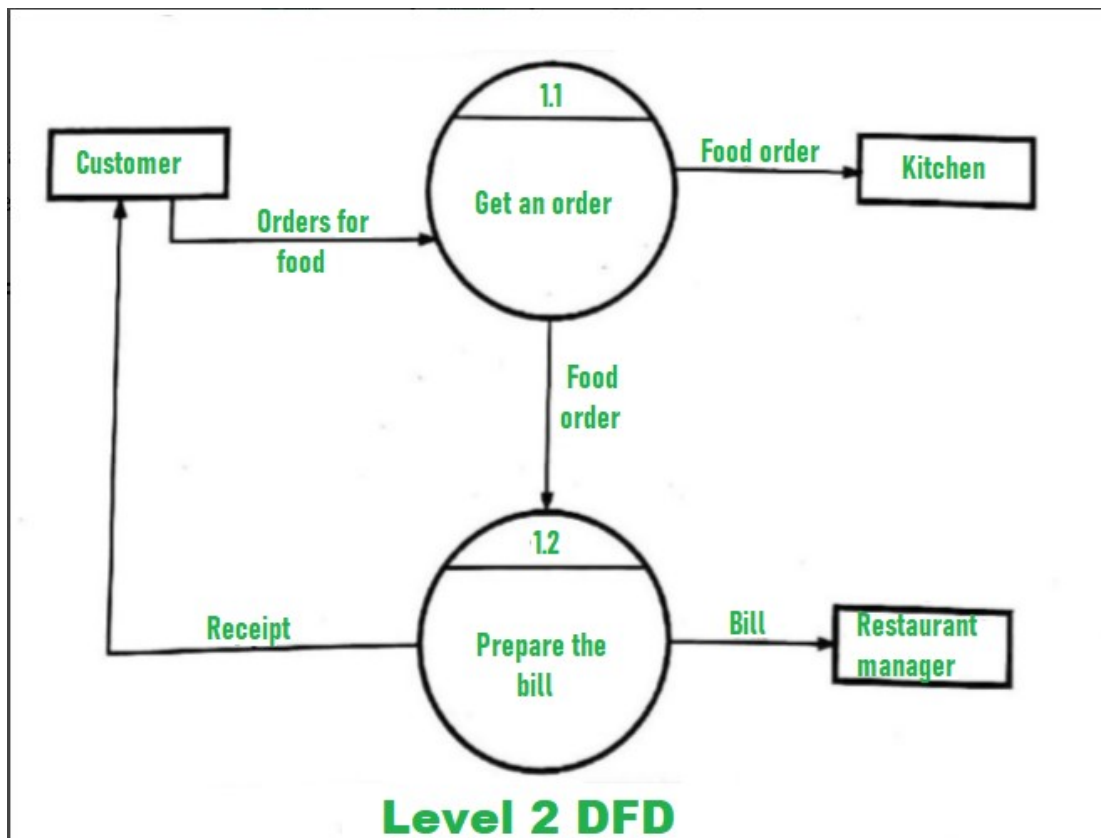 1.1
Customer
Food order
Kitchen
Get an order
Orders for
food
Food
order
1.2
Receipt
Prepare the
bill
Bill
Restaurant
manager
Level 2 DFD